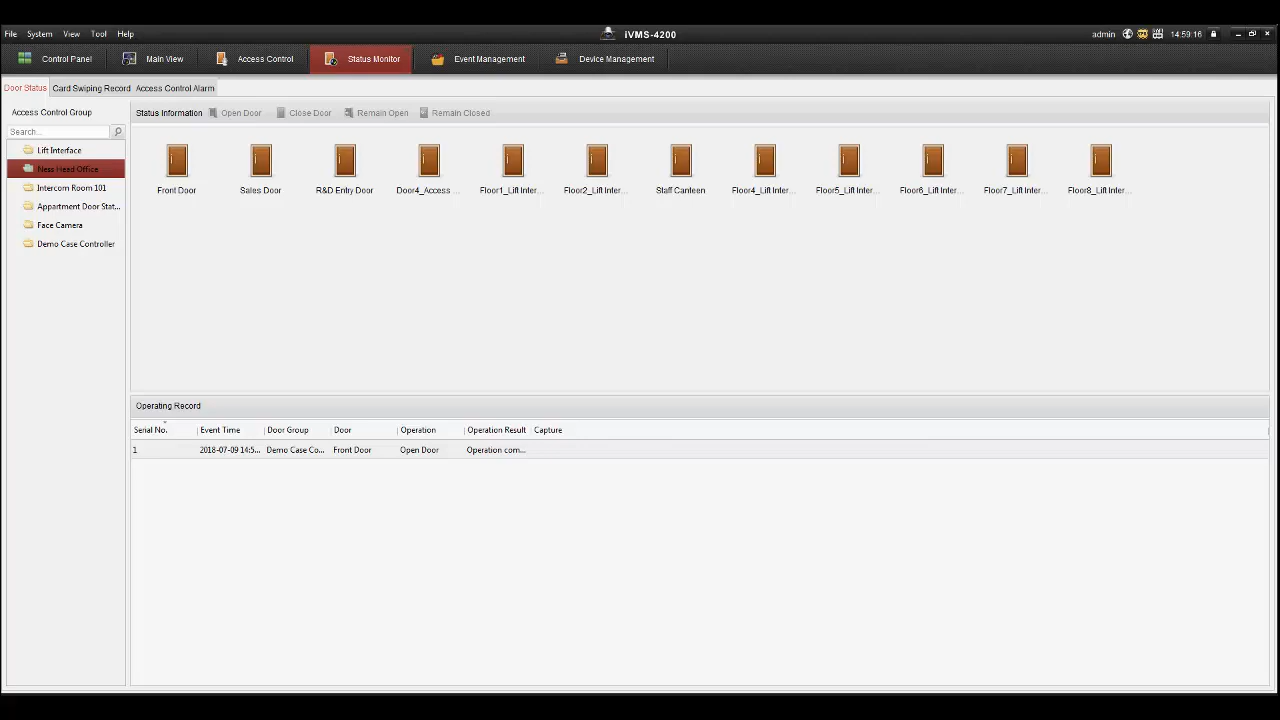 File System View Tool Help
iVMS-4200
admin 14:59:16
Control Panel Main View Access Control Status Monitor Event Management Device Management
Door Status Card Swiping Record Access Control Alarm
Access Control Group
Search...
Lift Interface
Ness Head Office
Intercom Room 101
Appartment Door Stat...
Face Camera
Demo Case Controller
Status Information Open Door Close Door Remain Open Remain Closed
Front Door Sales Door R&D Entry Door Door4_Access ... Floor1_Lift Inter... Floor2_Lift Inter... Staff Canteen Floor4_Lift Inter... Floor5_Lift Inter... Floor6_Lift Inter... Floor7_Lift Inter... Floor8_Lift Inter...
Operating Record
Serial No. Event Time Door Group Door Operation Operation Result Capture
1 2018-07-09 14:5... Demo Case Co... Front Door Open Door Operation com...